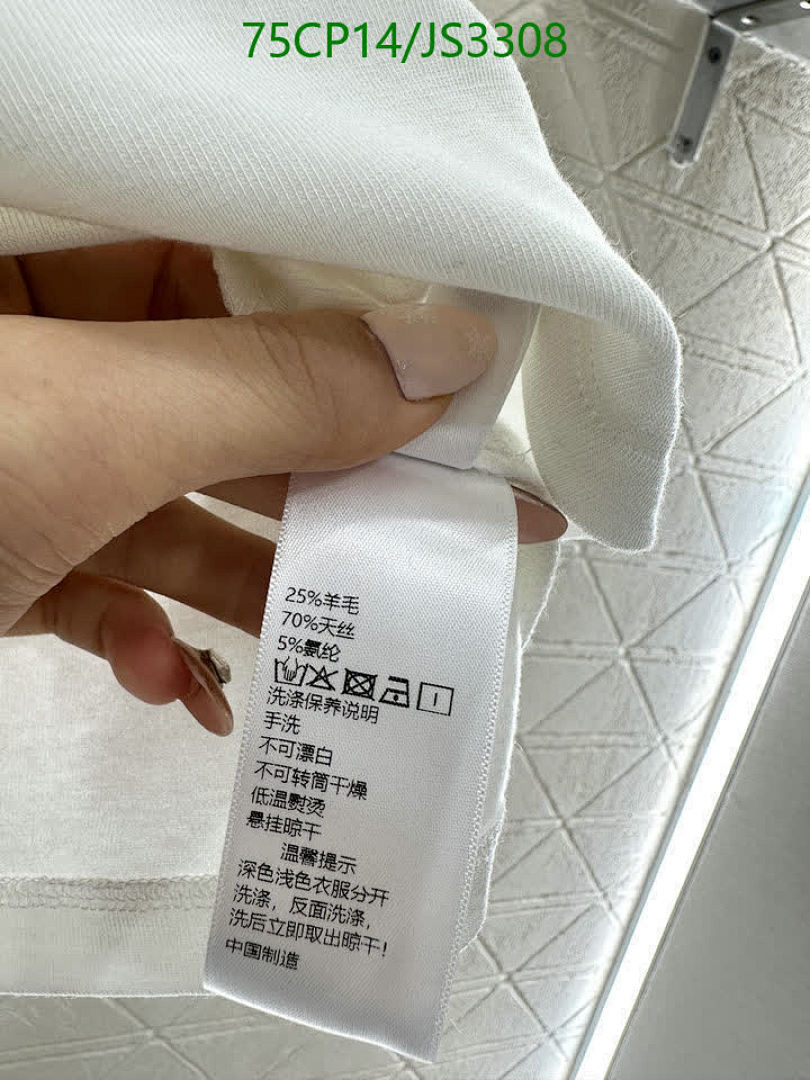 75CP14/JS3308
25%羊毛
70%天丝
5%氨纶
洗涤保养说明
手洗
不可漂白
不可转筒干燥
低温熨烫
悬挂晾干
温馨提示
深色浅色衣服分开
洗涤，反面洗涤，
洗后立即取出晾干！
中国制造